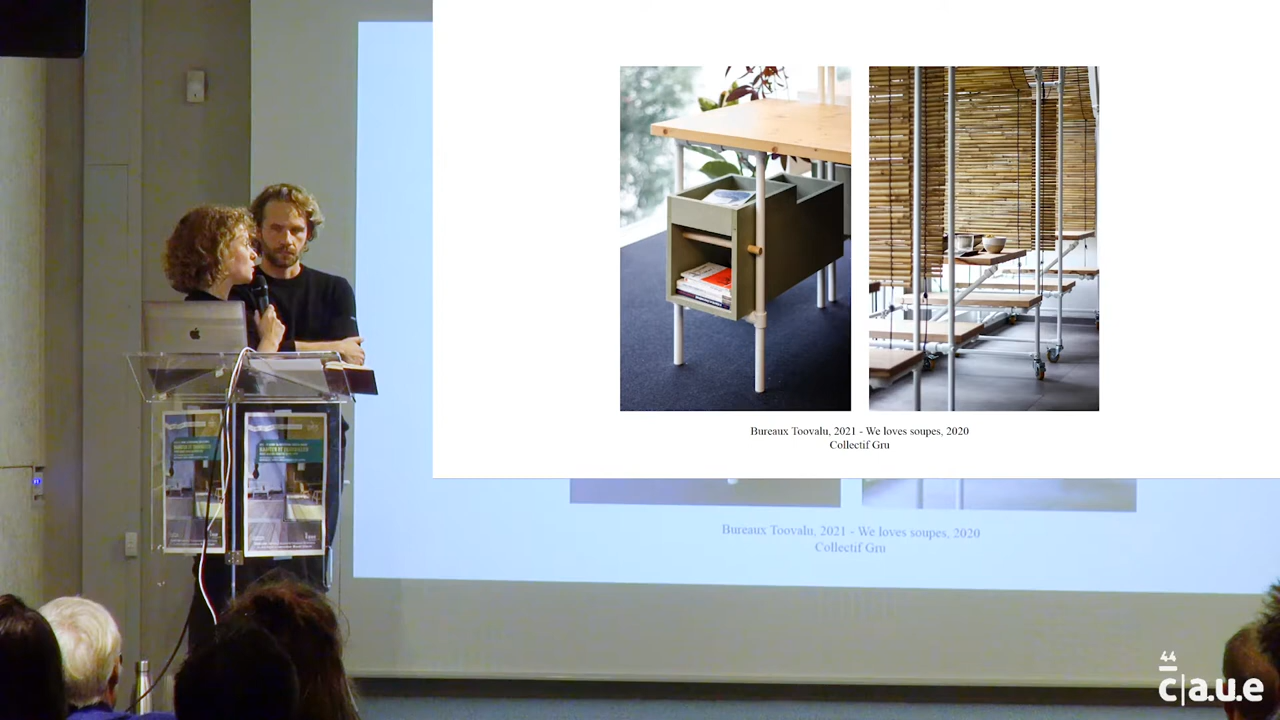 Bureaux Toovalu, 2021 - We loves soupes, 2020
Collectif Gru
Bureaux Toovalu, 2021 - We loves soupes, 2020
Collectif Gru
44
c|a.u.e